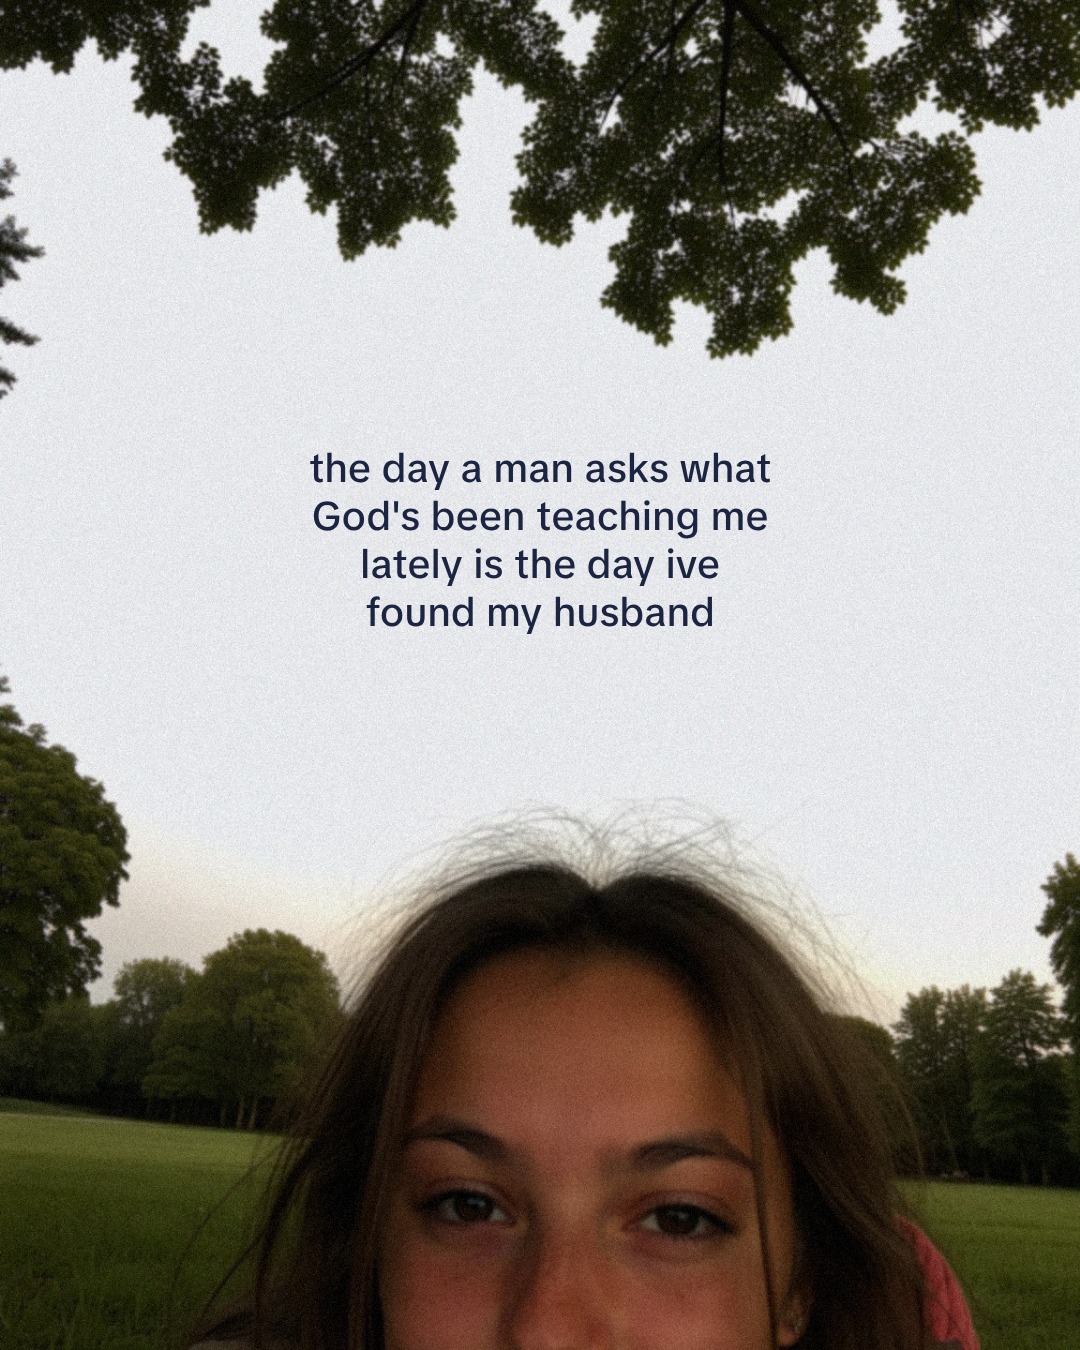 the day a man asks what
God's been teaching me
lately is the day ive
found my husband